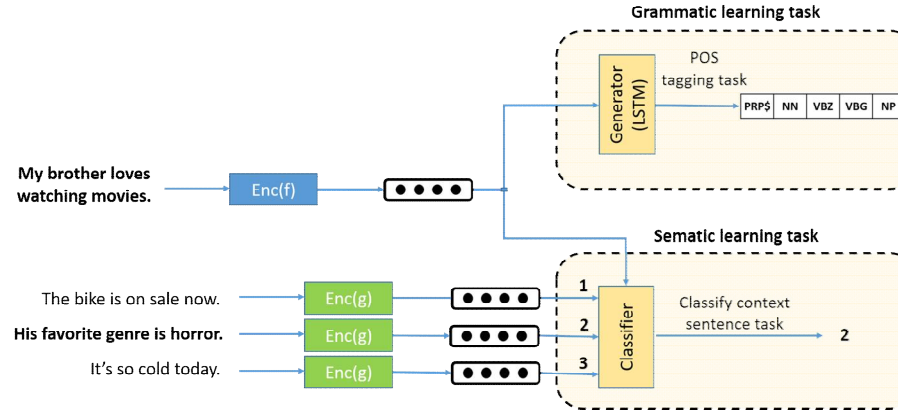 Grammatic learning task
POS
tagging task
Generator
(LSTM)
PRP$ NN VBZ VBG NP
My brother loves
watching movies.
Enc(f)
Sematic learning task
The bike is on sale now.
Enc(g)
1
His favorite genre is horror.
Enc(g)
2
It's so cold today.
Enc(g)
3
Classifier
Classify context
sentence task
2